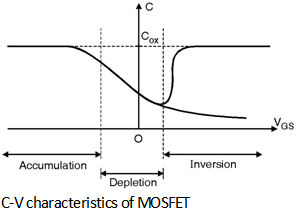 C
Cox
VGS
O
Accumulation
Inversion
Depletion
C-V characteristics of MOSFET